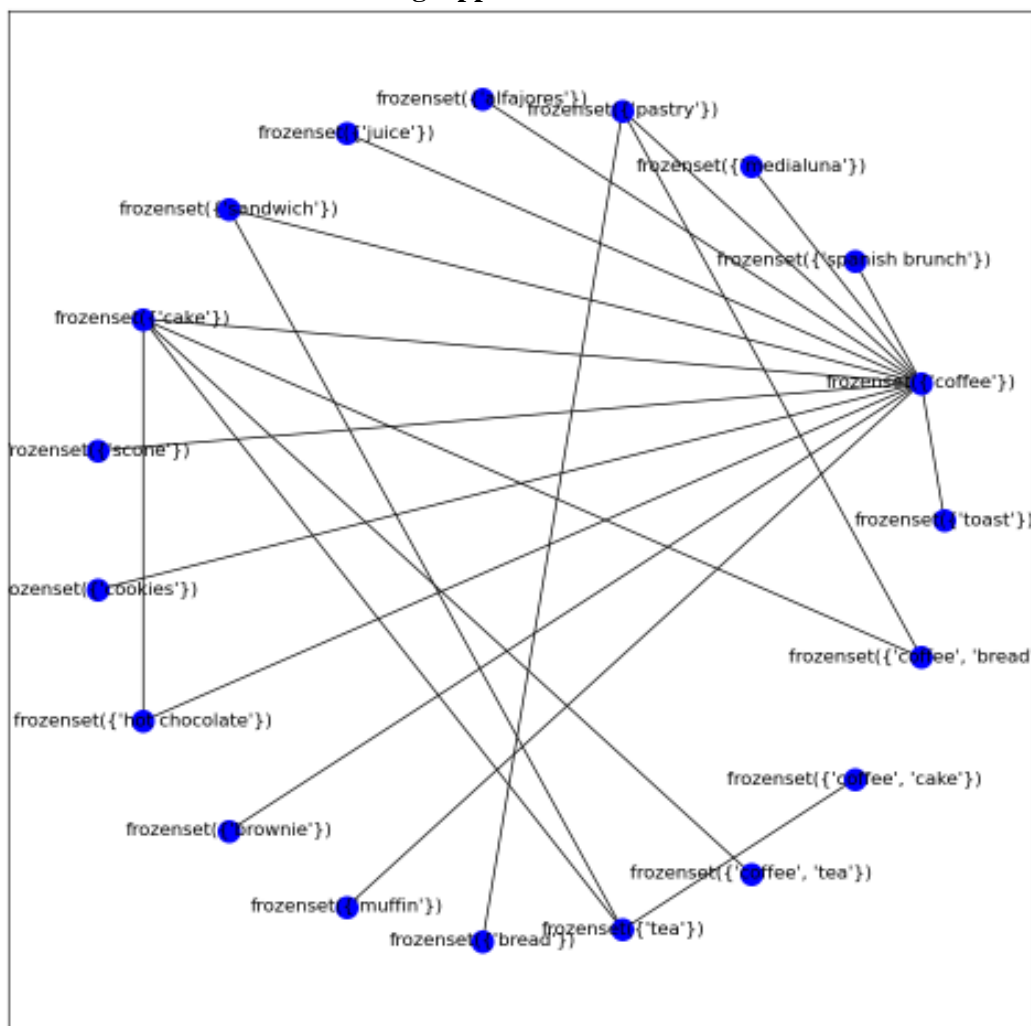 frozenset({'alfajores'})
frozenset({'pastry'})
frozenset({'juice'})
frozenset({'medialuna'})
frozenset({'sandwich'})
frozenset({'spanish brunch'})
frozenset({'cake'})
frozenset({'coffee'})
rozenset({'scone'})
frozenset({'toast'})
ozenset({'cookies'})
frozenset({'coffee', 'bread
frozenset({'hot chocolate'})
frozenset({'coffee', 'cake'})
frozenset({'brownie'})
frozenset({'coffee', 'tea'})
frozenset({'muffin'})
frozenset({'tea'})
frozenset({'bread'})